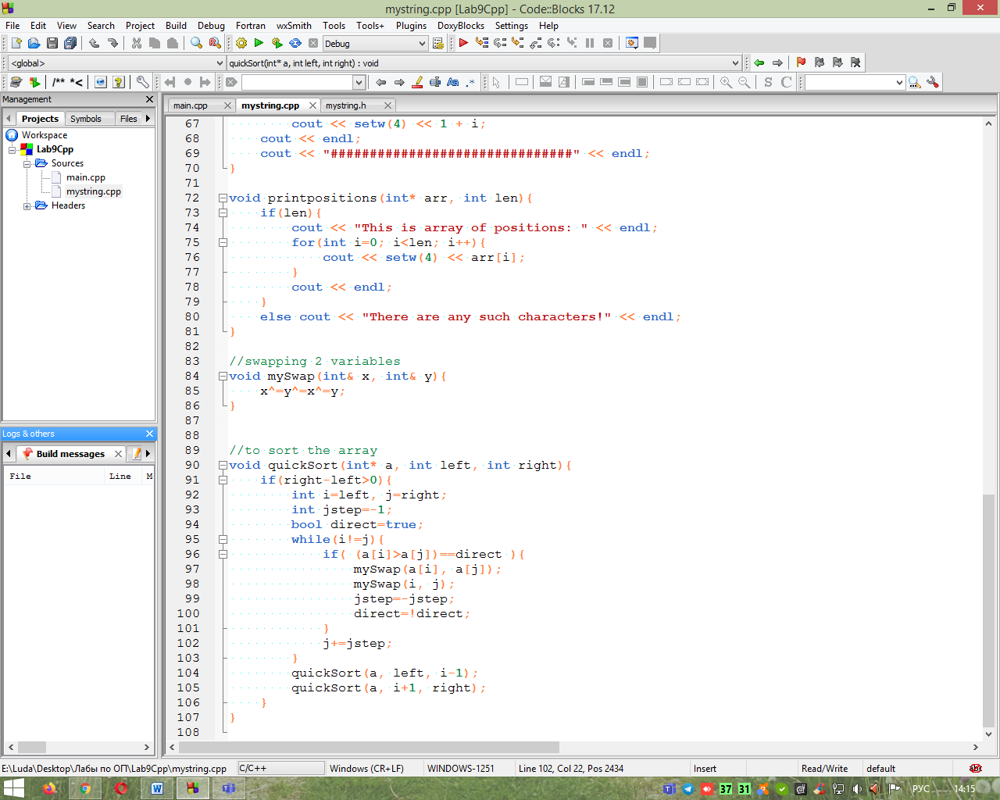 mystring.cpp [Lab9Cpp] - Code::Blocks 17.12
File Edit View Search Project Build Debug Fortran wxSmith Tools Tools+ Plugins DoxyBlocks Settings Help
Debug
<global> quickSort(int* a, int left, int right) : void
/** *<
Management
Projects Symbols Files
main.cpp mystring.cpp mystring.h
Workspace
Lab9Cpp
Sources
main.cpp
mystring.cpp
Headers
67 cout << setw(4) << 1 + i;
68 cout << endl;
69 cout << "###############################" << endl;
70 }
71
72 void printpositions(int* arr, int len){
73 if(len){
74 cout << "This is array of positions: " << endl;
75 for(int i=0; i<len; i++){
76 cout << setw(4) << arr[i];
77 }
78 cout << endl;
79 }
80 else cout << "There are any such characters!" << endl;
81 }
82
83 //swapping 2 variables
84 void mySwap(int& x, int& y){
85 x^=y^=x^=y;
86 }
87
88
89 //to sort the array
90 void quickSort(int* a, int left, int right){
91 if(right-left>0){
92 int i=left, j=right;
93 int jstep=-1;
94 bool direct=true;
95 while(i!=j){
96 if( (a[i]>a[j])==direct ){
97 mySwap(a[i], a[j]);
98 mySwap(i, j);
99 jstep=-jstep;
100 direct=!direct;
101 }
102 j+=jstep;
103 }
104 quickSort(a, left, i-1);
105 quickSort(a, i+1, right);
106 }
107 }
108
Logs & others
Build messages
File Line M
E:\Luda\Desktop\Лабы по ОП\Lab9Cpp\mystring.cpp C/C++ Windows (CR+LF) WINDOWS-1251 Line 102, Col 22, Pos 2434 Insert Read/Write default
37 31 РУС 14:15